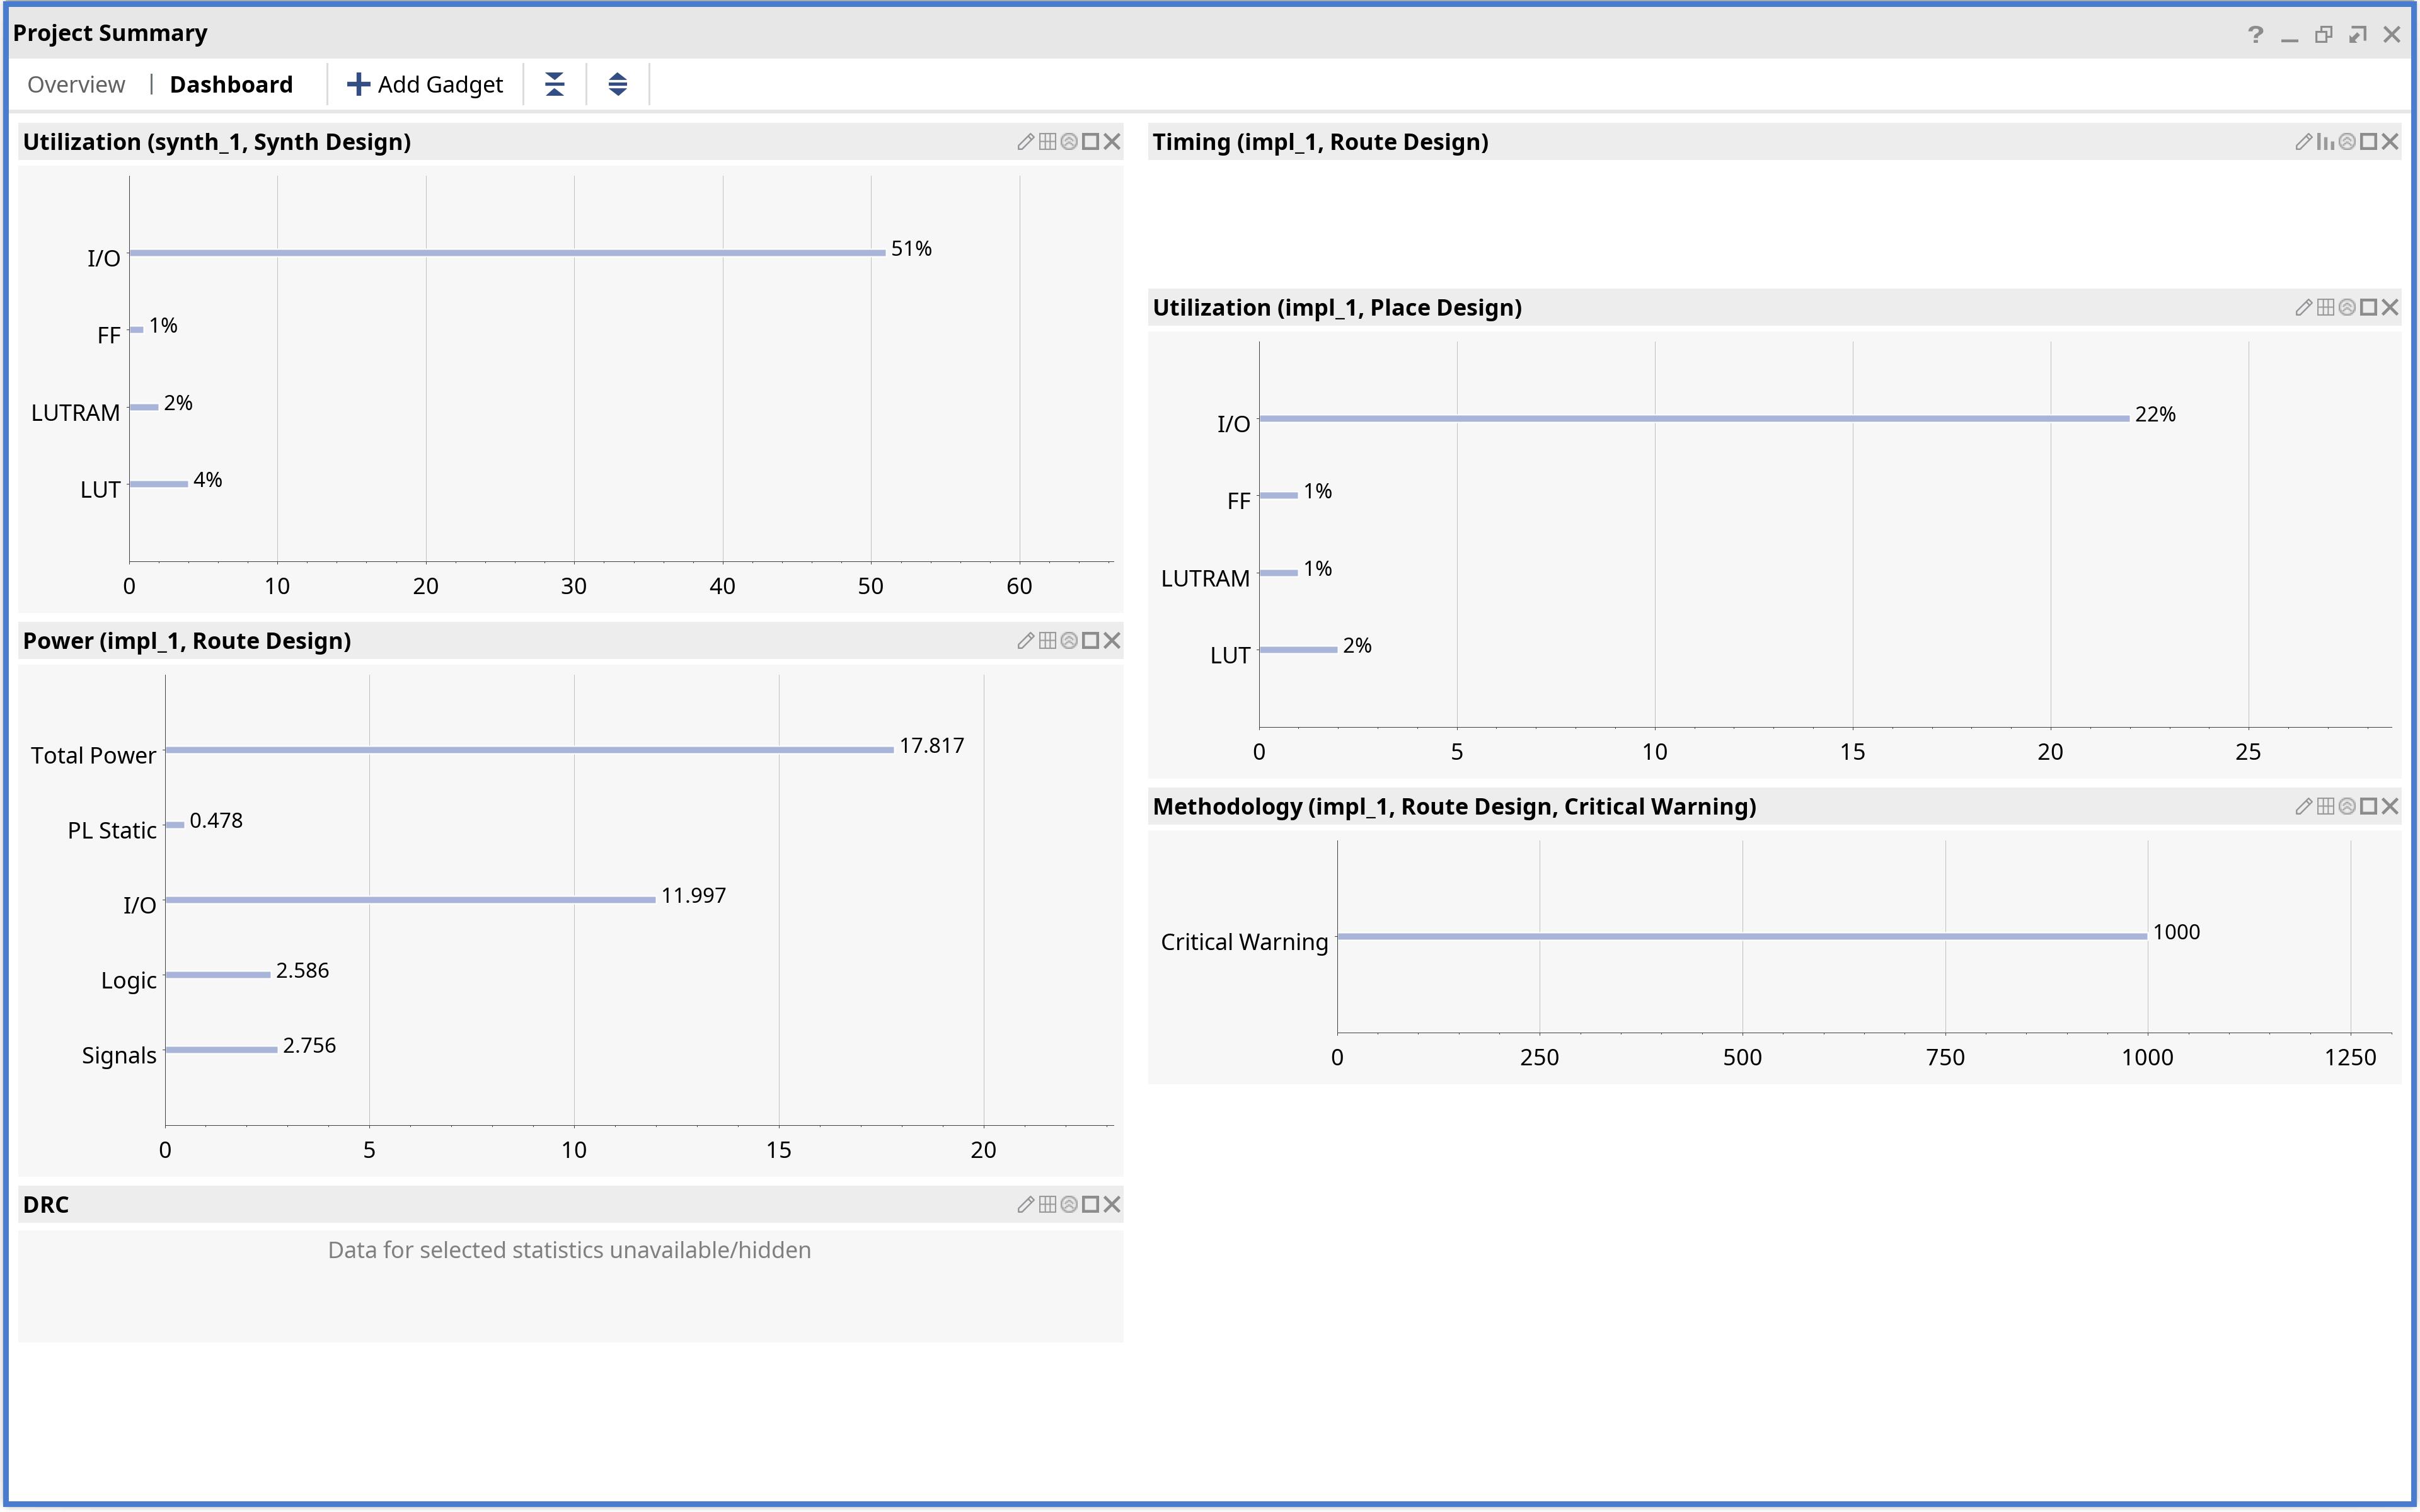 Project Summary
?
Overview | Dashboard Add Gadget
Utilization (synth_1, Synth Design)
I/O 51%
FF 1%
LUTRAM 2%
LUT 4%
0 10 20 30 40 50 60
Power (impl_1, Route Design)
Total Power 17.817
PL Static 0.478
I/O 11.997
Logic 2.586
Signals 2.756
0 5 10 15 20
DRC
Data for selected statistics unavailable/hidden
Timing (impl_1, Route Design)
Utilization (impl_1, Place Design)
I/O 22%
FF 1%
LUTRAM 1%
LUT 2%
0 5 10 15 20 25
Methodology (impl_1, Route Design, Critical Warning)
Critical Warning 1000
0 250 500 750 1000 1250